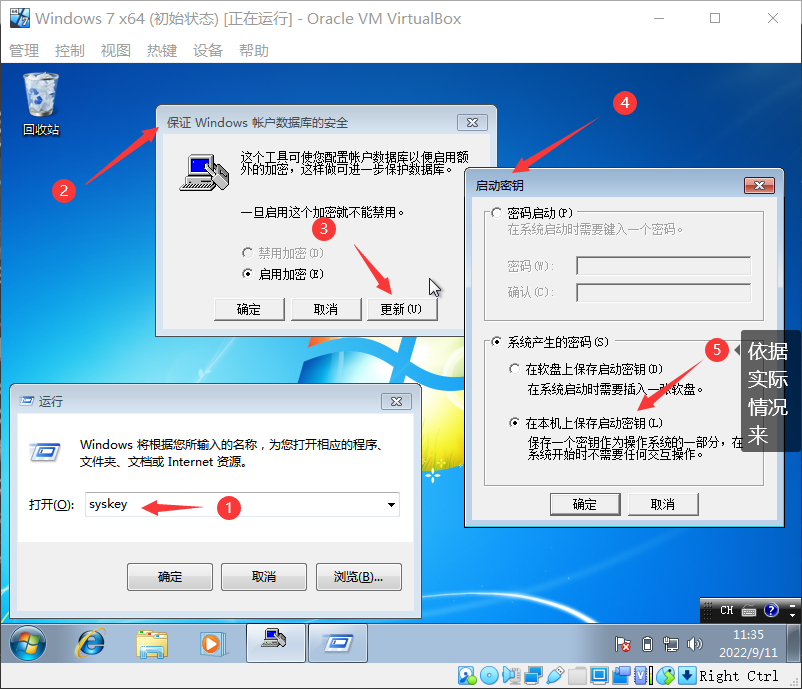 Windows 7 x64 (初始状态) [正在运行] - Oracle VM VirtualBox
管理 控制 视图 热键 设备 帮助
回收站
保证 Windows 帐户数据库的安全
这个工具可使您配置帐户数据库以便启用额
外的加密，这样做可进一步保护数据库。
一旦启用这个加密就不能禁用。
禁用加密(D)
启用加密(E)
确定 取消 更新(U)
2
3
4
启动密钥
密码启动(P)
在系统启动时需要键入一个密码。
密码(W):
确认(C):
系统产生的密码(S)
在软盘上保存启动密钥(D)
在系统启动时需要插入一张软盘。
在本机上保存启动密钥(L)
保存一个密钥作为操作系统的一部分，在
系统开始时不需要任何交互操作。
确定 取消
5
依据
实际
情况
来
运行
Windows 将根据您所输入的名称，为您打开相应的程序、
文件夹、文档或 Internet 资源。
打开(O): syskey
1
确定 取消 浏览(B)...
CH
11:35
2022/9/11
Right Ctrl